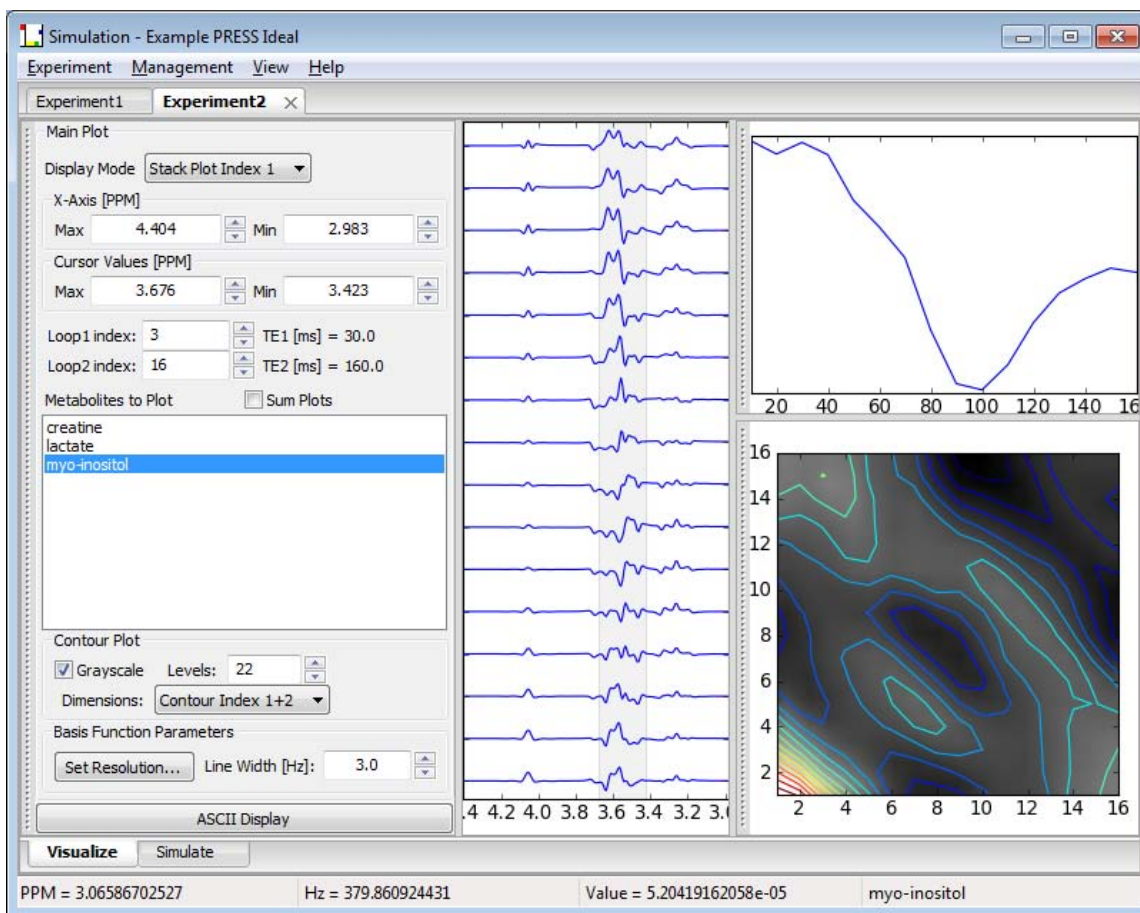 Simulation - Example PRESS Ideal
Experiment Management View Help
Experiment1 Experiment2
Main Plot
Display Mode Stack Plot Index 1
X-Axis [PPM]
Max 4.404 Min 2.983
Cursor Values [PPM]
Max 3.676 Min 3.423
Loop1 index: 3 TE1 [ms] = 30.0
Loop2 index: 16 TE2 [ms] = 160.0
Metabolites to Plot Sum Plots
creatine
lactate
myo-inositol
Contour Plot
Grayscale Levels: 22
Dimensions: Contour Index 1+2
Basis Function Parameters
Set Resolution... Line Width [Hz]: 3.0
ASCII Display
.4 4.2 4.0 3.8 3.6 3.4 3.2 3.0
20 40 60 80 100 120 140 16
16
14
12
10
8
6
4
2
2 4 6 8 10 12 14 16
Visualize Simulate
PPM = 3.06586702527 Hz = 379.860924431 Value = 5.20419162058e-05 myo-inositol